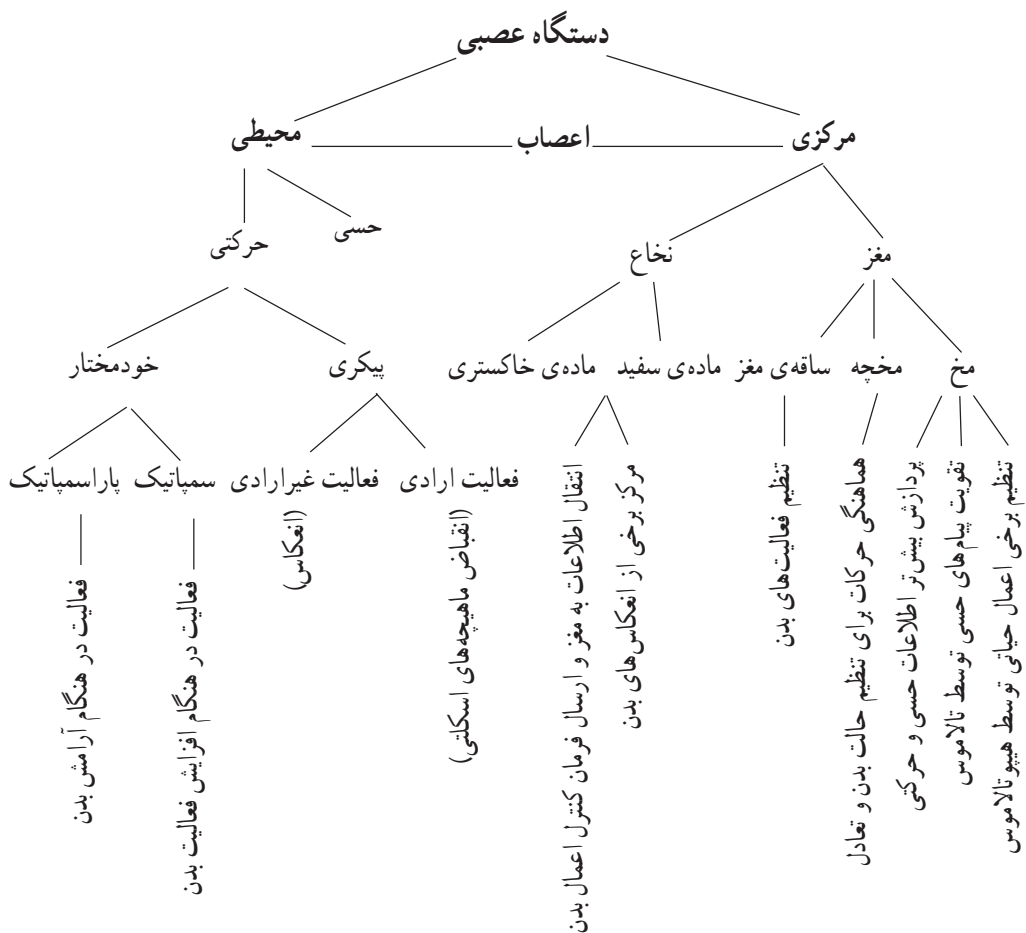 دستگاه عصبی
مرکزی
اعصاب
محیطی
حسی
حرکتی
مغز
نخاع
مخ
مخچه
ساقه‌ی مغز
ماده‌ی سفید
ماده‌ی خاکستری
پیکری
خودمختار
فعالیت ارادی
(انقباض ماهیچه‌های اسکلتی)
فعالیت غیرارادی
(انعکاس)
سمپاتیک
پاراسمپاتیک
تنظیم برخی اعمال حیاتی توسط هیپوتالاموس
تقویت پیام‌های حسی توسط تالاموس
پردازش بیش‌تر اطلاعات حسی و حرکتی
هماهنگی حرکات برای تنظیم حالت بدن و تعادل
تنظیم فعالیت‌های بدن
مرکز برخی از انعکاس‌های بدن
انتقال اطلاعات به مغز و ارسال فرمان کنترل اعمال بدن
فعالیت در هنگام افزایش فعالیت بدن
فعالیت در هنگام آرامش بدن